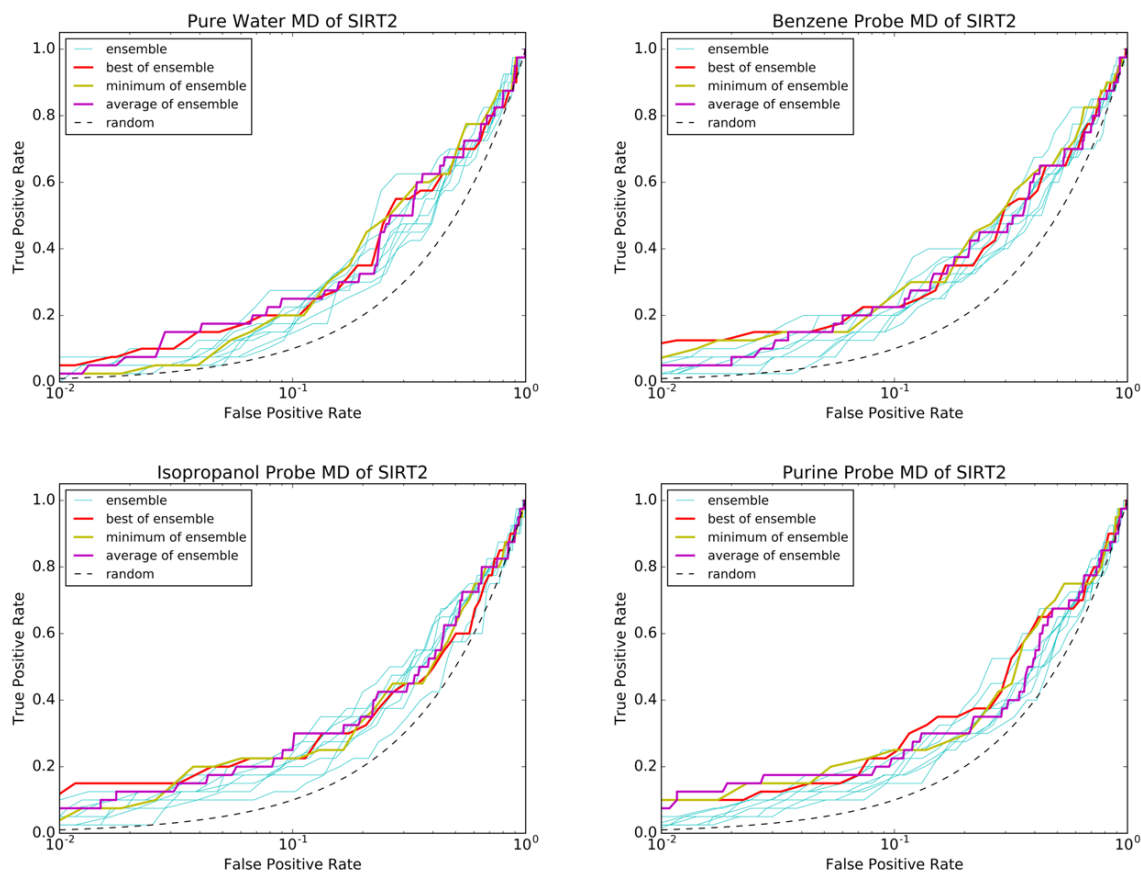 Pure Water MD of SIRT2
1.0
0.8
0.6
0.4
0.2
0.0
True Positive Rate
ensemble
best of ensemble
minimum of ensemble
average of ensemble
random
10⁻²
10⁻¹
10⁰
False Positive Rate
Benzene Probe MD of SIRT2
1.0
0.8
0.6
0.4
0.2
0.0
True Positive Rate
ensemble
best of ensemble
minimum of ensemble
average of ensemble
random
10⁻²
10⁻¹
10⁰
False Positive Rate
Isopropanol Probe MD of SIRT2
1.0
0.8
0.6
0.4
0.2
0.0
True Positive Rate
ensemble
best of ensemble
minimum of ensemble
average of ensemble
random
10⁻²
10⁻¹
10⁰
False Positive Rate
Purine Probe MD of SIRT2
1.0
0.8
0.6
0.4
0.2
0.0
True Positive Rate
ensemble
best of ensemble
minimum of ensemble
average of ensemble
random
10⁻²
10⁻¹
10⁰
False Positive Rate